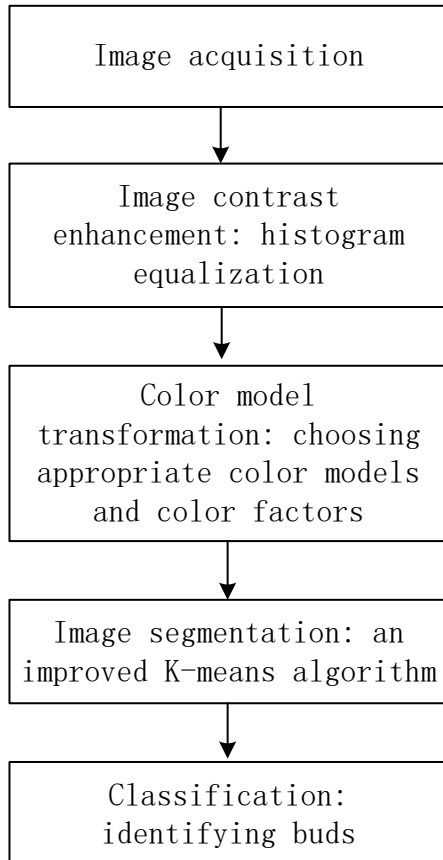 Image acquisition
Image contrast
enhancement: histogram
equalization
Color model
transformation: choosing
appropriate color models
and color factors
Image segmentation: an
improved K-means algorithm
Classification:
identifying buds